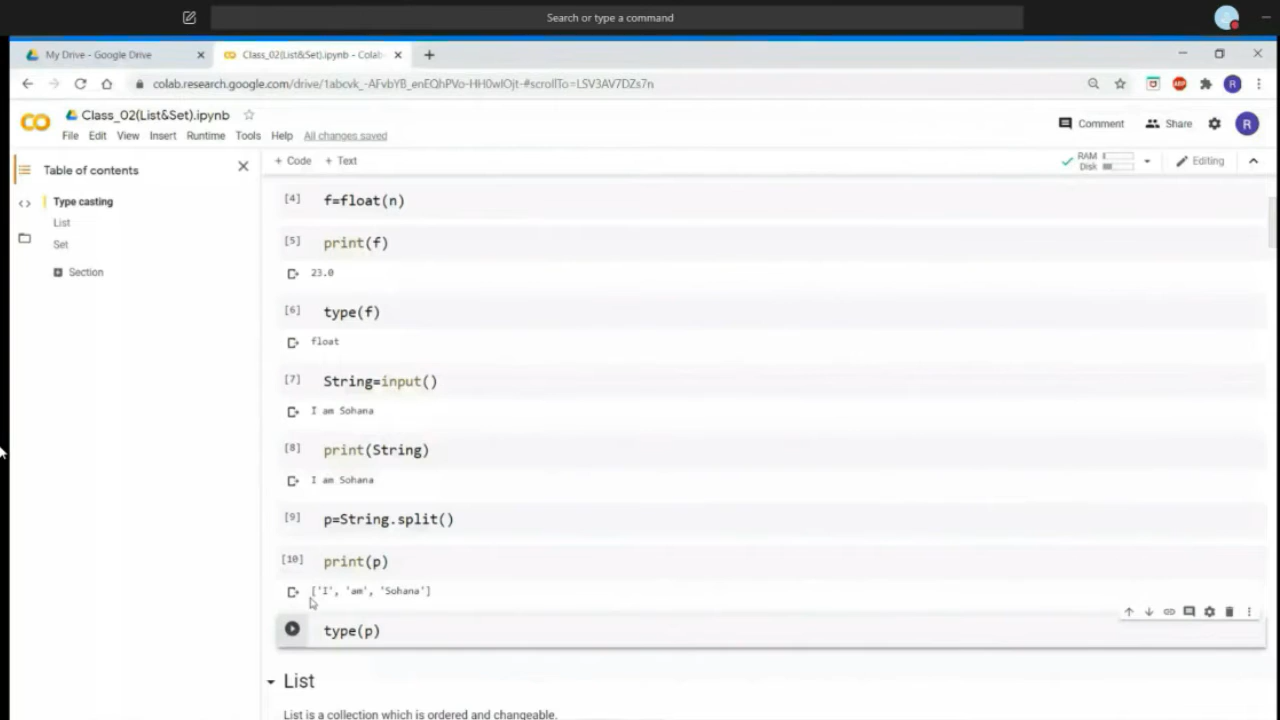 Search or type a command
My Drive - Google Drive
Class_02(List&Set).ipynb - Colab
colab.research.google.com/drive/1abcvk_-AFvbYB_enEQhPVo-HH0wIOjt-#scrollTo=LSV3AV7DZs7n
ABP
R
Class_02(List&Set).ipynb
File Edit View Insert Runtime Tools Help All changes saved
Comment Share R
Table of contents
+ Code + Text
RAM
Disk
Editing
Type casting
List
Set
Section
[4] f=float(n)
[5] print(f)
23.0
[6] type(f)
float
[7] String=input()
I am Sohana
[8] print(String)
I am Sohana
[9] p=String.split()
[10] print(p)
['I', 'am', 'Sohana']
type(p)
List
List is a collection which is ordered and changeable.